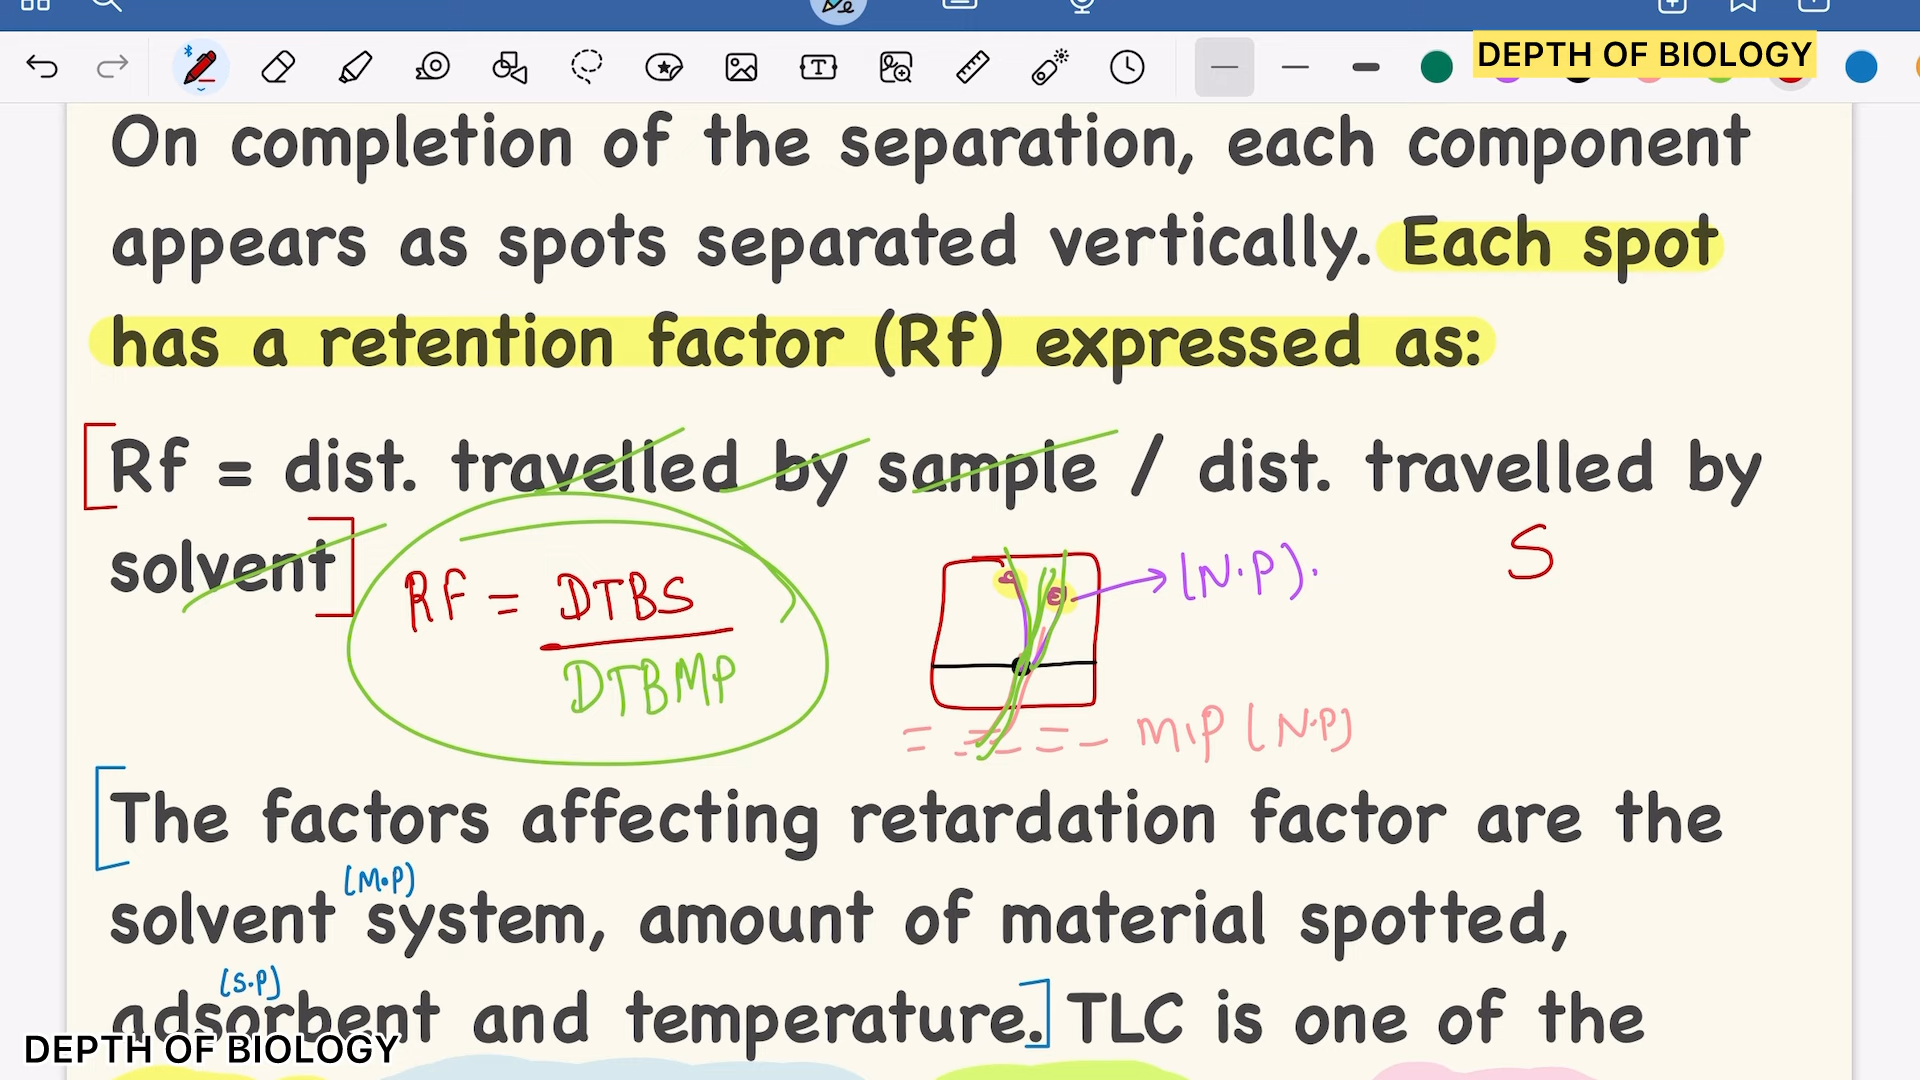 DEPTH OF BIOLOGY
On completion of the separation, each component
appears as spots separated vertically. Each spot
has a retention factor (Rf) expressed as:
Rf = dist. travelled by sample / dist. travelled by
solvent
S
RF = DTBS
DTBMP
(N.P).
M.P (N.P)
The factors affecting retardation factor are the
(M.P)
solvent system, amount of material spotted,
(S.P)
adsorbent and temperature. TLC is one of the
DEPTH OF BIOLOGY